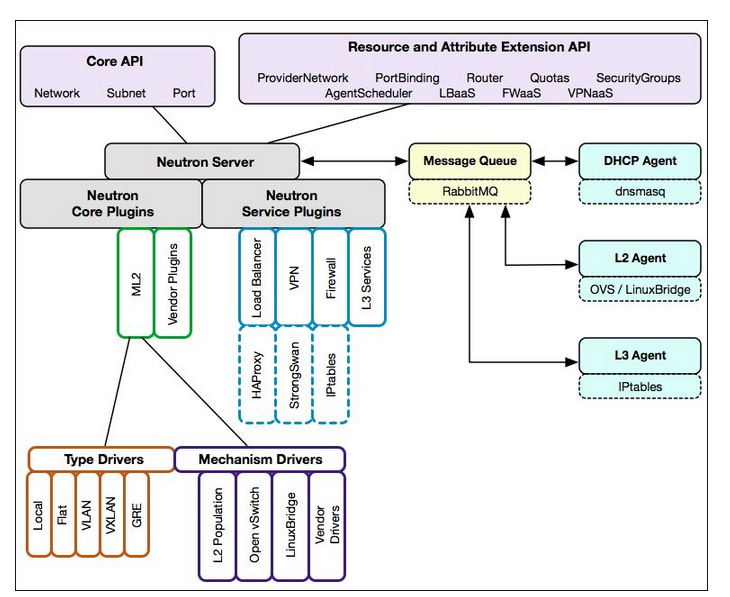 Core API
Network Subnet Port
Resource and Attribute Extension API
ProviderNetwork PortBinding Router Quotas SecurityGroups
AgentScheduler LBaaS FWaaS VPNaaS
Neutron Server
Neutron
Core Plugins
Neutron
Service Plugins
Message Queue
RabbitMQ
DHCP Agent
dnsmasq
L2 Agent
OVS / LinuxBridge
L3 Agent
IPtables
ML2
Vendor Plugins
Load Balancer
VPN
Firewall
L3 Services
HAProxy
StrongSwan
IPtables
Type Drivers
Mechanism Drivers
Local
Flat
VLAN
VXLAN
GRE
L2 Population
Open vSwitch
LinuxBridge
Vendor
Drivers